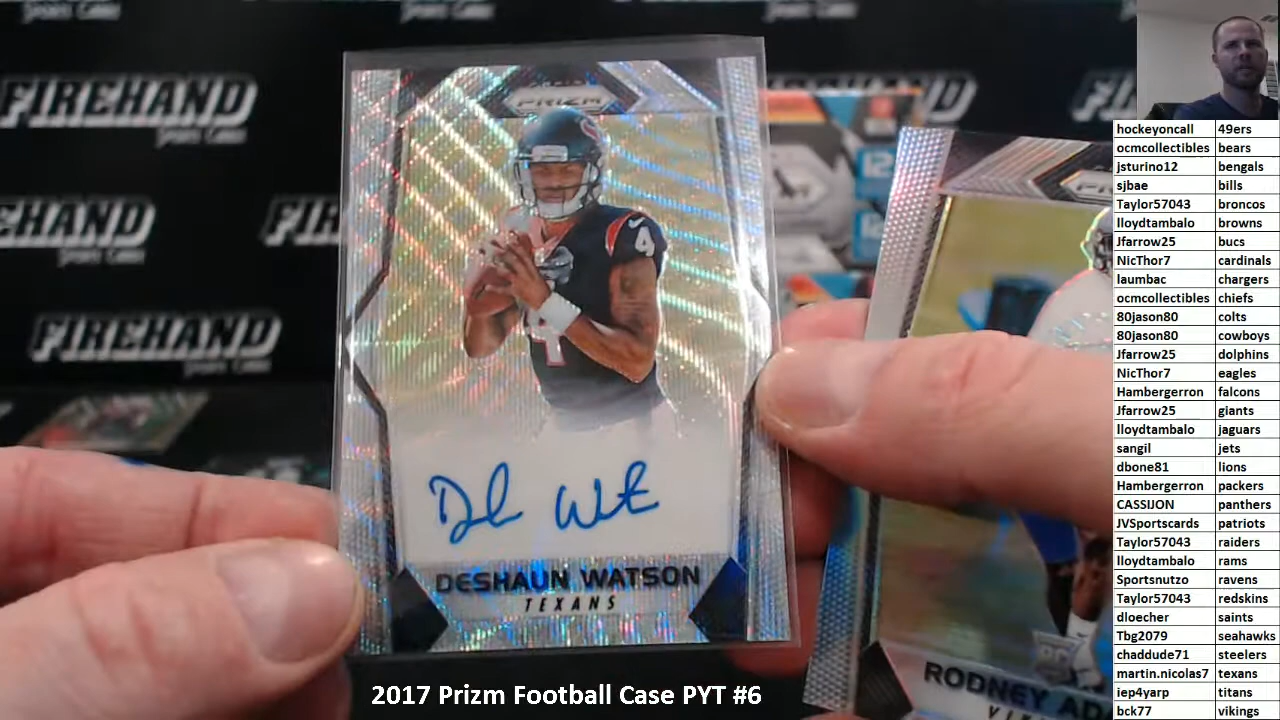 FIREHAND
SPORTS CARDS
FIREHAND
FIREHAND
PRIZM
4
4
DESHAUN WATSON
TEXANS
RODNEY
2017 Prizm Football Case PYT #6
hockeyoncall 49ers
ocmcollectibles bears
jsturino12 bengals
sjbae bills
Taylor57043 broncos
lloydtambalo browns
Jfarrow25 bucs
NicThor7 cardinals
laumbac chargers
ocmcollectibles chiefs
80jason80 colts
80jason80 cowboys
Jfarrow25 dolphins
NicThor7 eagles
Hambergerron falcons
Jfarrow25 giants
lloydtambalo jaguars
sangil jets
dbone81 lions
Hambergerron packers
CASSIJON panthers
JVSportscards patriots
Taylor57043 raiders
lloydtambalo rams
Sportsnutzo ravens
Taylor57043 redskins
dloecher saints
Tbg2079 seahawks
chaddude71 steelers
martin.nicolas7 texans
iep4yarp titans
bck77 vikings